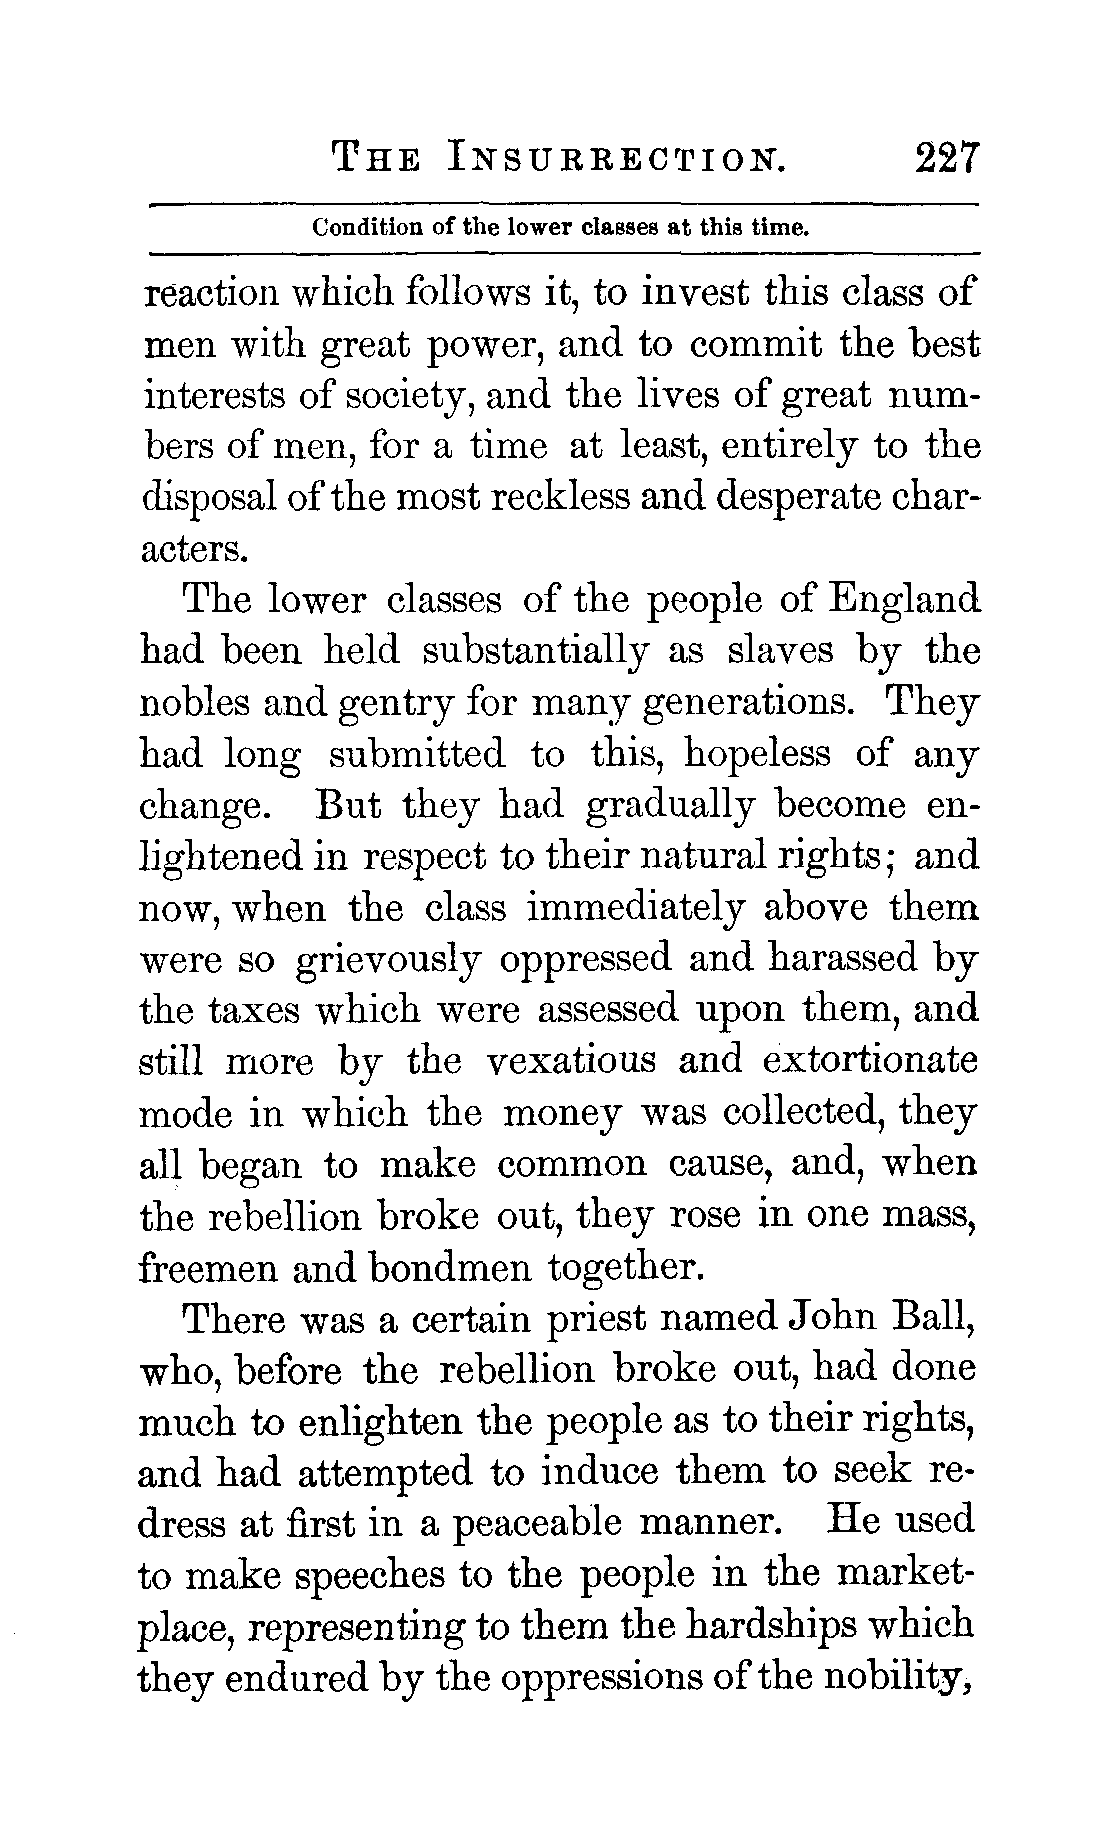 THE INSURRECTION. 227
Condition of the lower classes at this time.
reaction which follows it, to invest this class of
men with great power, and to commit the best
interests of society, and the lives of great num-
bers of men, for a time at least, entirely to the
disposal of the most reckless and desperate char-
acters.
The lower classes of the people of England
had been held substantially as slaves by the
nobles and gentry for many generations. They
had long submitted to this, hopeless of any
change. But they had gradually become en-
lightened in respect to their natural rights; and
now, when the class immediately above them
were so grievously oppressed and harassed by
the taxes which were assessed upon them, and
still more by the vexatious and extortionate
mode in which the money was collected, they
all began to make common cause, and, when
the rebellion broke out, they rose in one mass,
freemen and bondmen together.
There was a certain priest named John Ball,
who, before the rebellion broke out, had done
much to enlighten the people as to their rights,
and had attempted to induce them to seek re-
dress at first in a peaceable manner. He used
to make speeches to the people in the market-
place, representing to them the hardships which
they endured by the oppressions of the nobility,